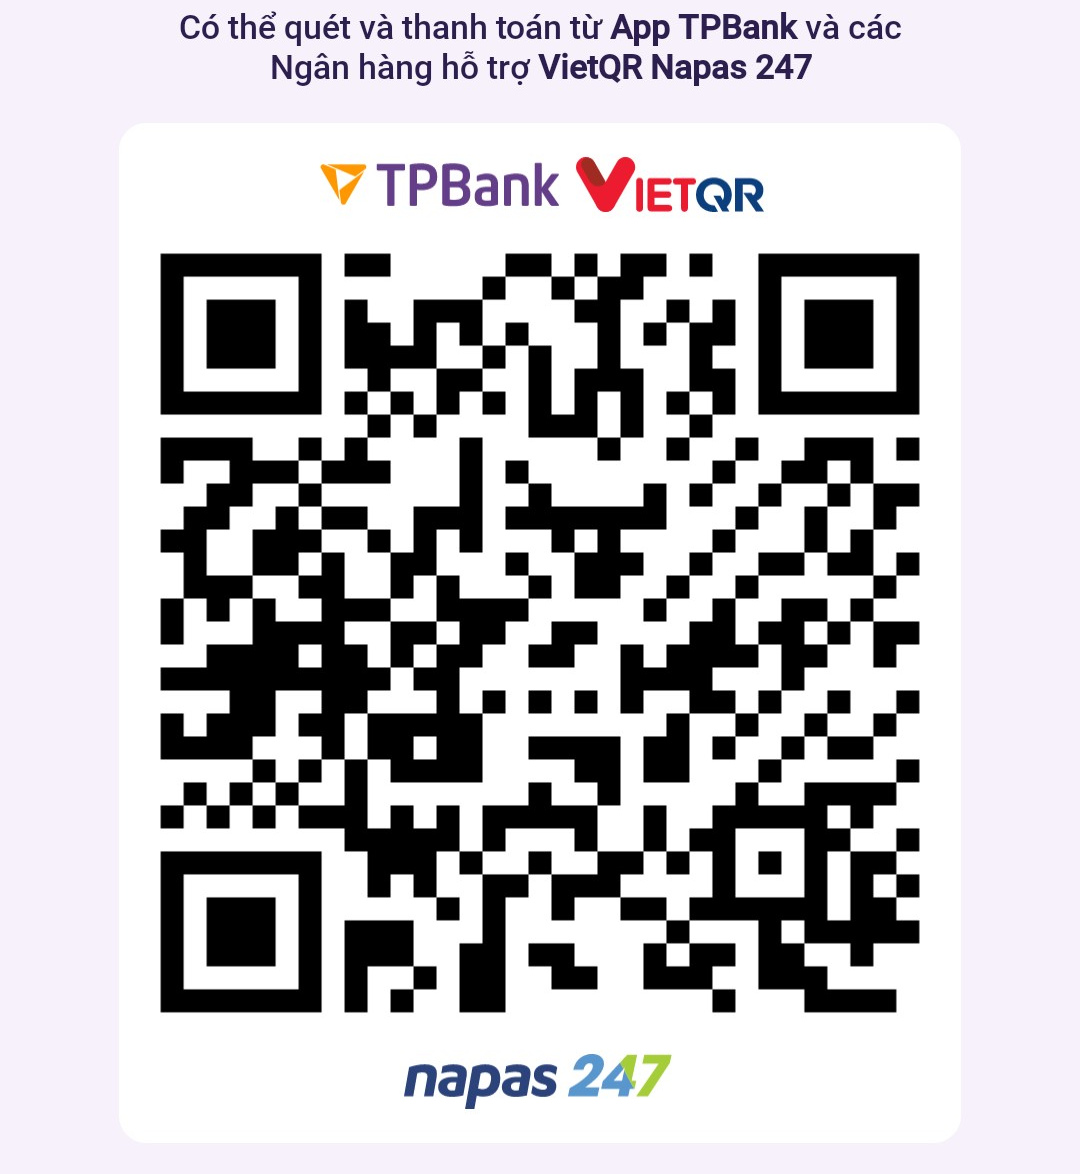 Có thể quét và thanh toán từ App TPBank và các
Ngân hàng hỗ trợ VietQR Napas 247
TPBank VIETQR
napas 247